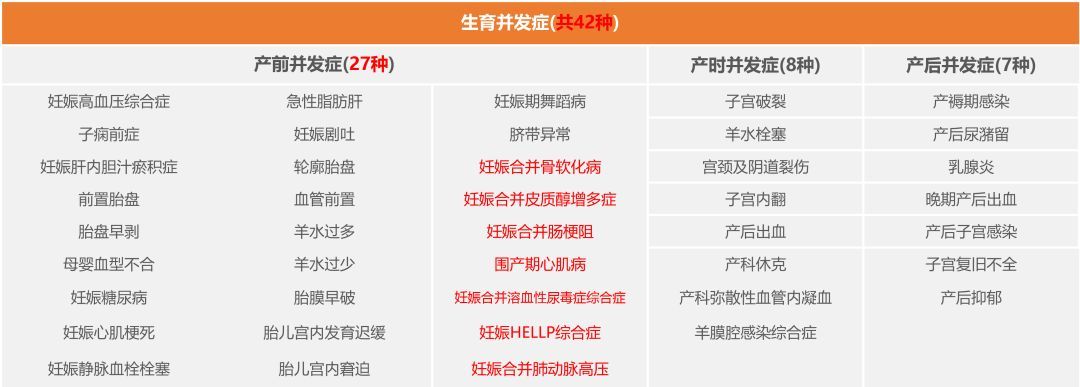 生育并发症(共42种)
产前并发症(27种) 产时并发症(8种) 产后并发症(7种)
妊娠高血压综合症 急性脂肪肝 妊娠期舞蹈病 子宫破裂 产褥期感染
子痫前症 妊娠剧吐 脐带异常 羊水栓塞 产后尿潴留
妊娠肝内胆汁瘀积症 轮廓胎盘 妊娠合并骨软化病 宫颈及阴道裂伤 乳腺炎
前置胎盘 血管前置 妊娠合并皮质醇增多症 子宫内翻 晚期产后出血
胎盘早剥 羊水过多 妊娠合并肠梗阻 产后出血 产后子宫感染
母婴血型不合 羊水过少 围产期心肌病 产科休克 子宫复旧不全
妊娠糖尿病 胎膜早破 妊娠合并溶血性尿毒症综合症 产科弥散性血管内凝血 产后抑郁
妊娠心肌梗死 胎儿宫内发育迟缓 妊娠HELLP综合症 羊膜腔感染综合症
妊娠静脉血栓栓塞 胎儿宫内窘迫 妊娠合并肺动脉高压